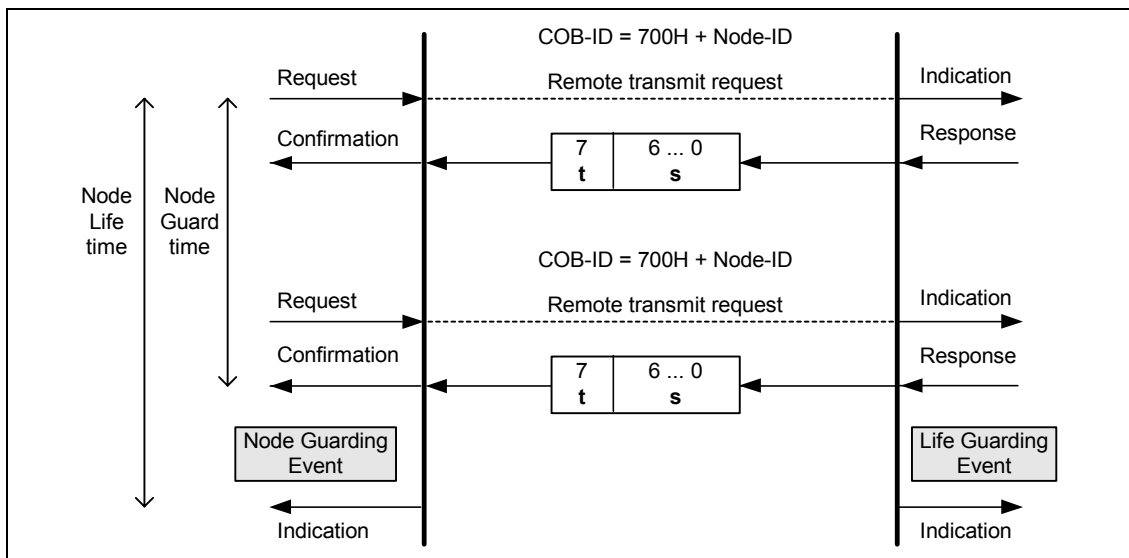 COB-ID = 700H + Node-ID
Request
Remote transmit request
Indication
Confirmation
7
6 ... 0
t
s
Response
Node
Life
time
Node
Guard
time
COB-ID = 700H + Node-ID
Request
Remote transmit request
Indication
Confirmation
7
6 ... 0
t
s
Response
Node Guarding
Event
Life Guarding
Event
Indication
Indication